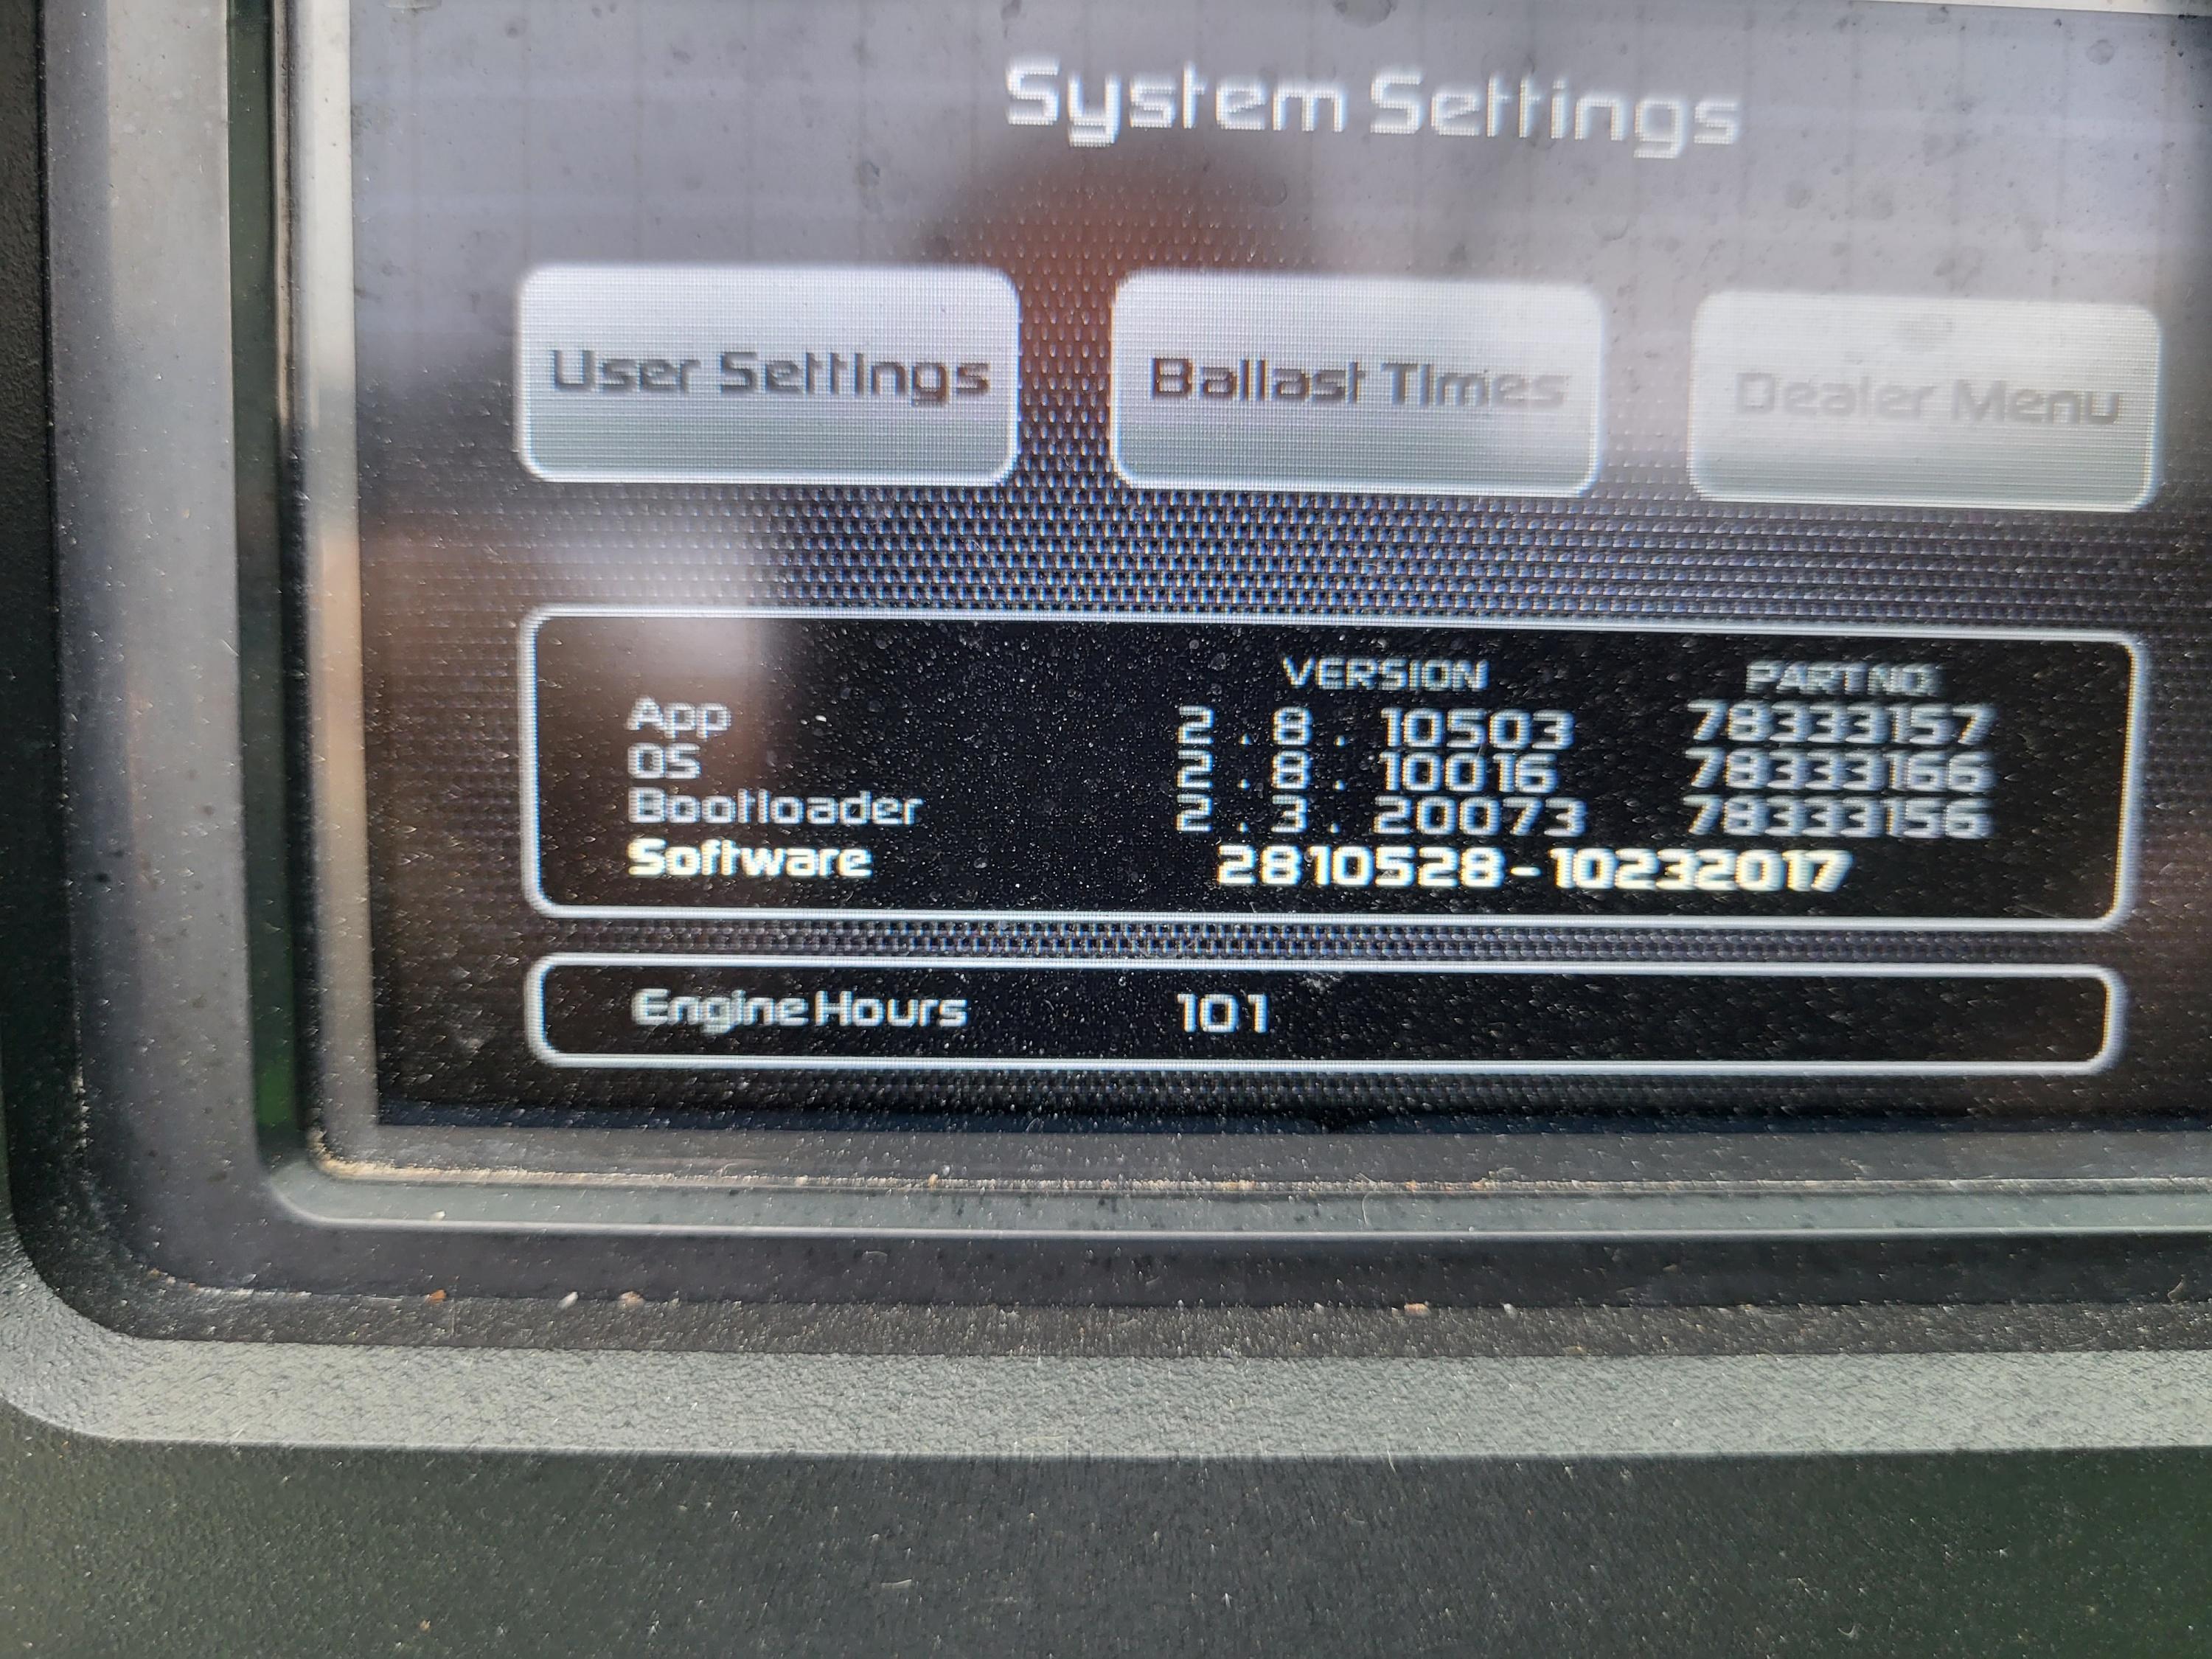 System Settings
User Settings
Ballast Times
Dealer Menu
VERSION PART NO.
App 2 . 8 . 10503 78333157
OS 2 . 8 . 10016 78333166
Bootloader 2 . 3 . 20073 78333156
Software 2810528-10232017
Engine Hours 101